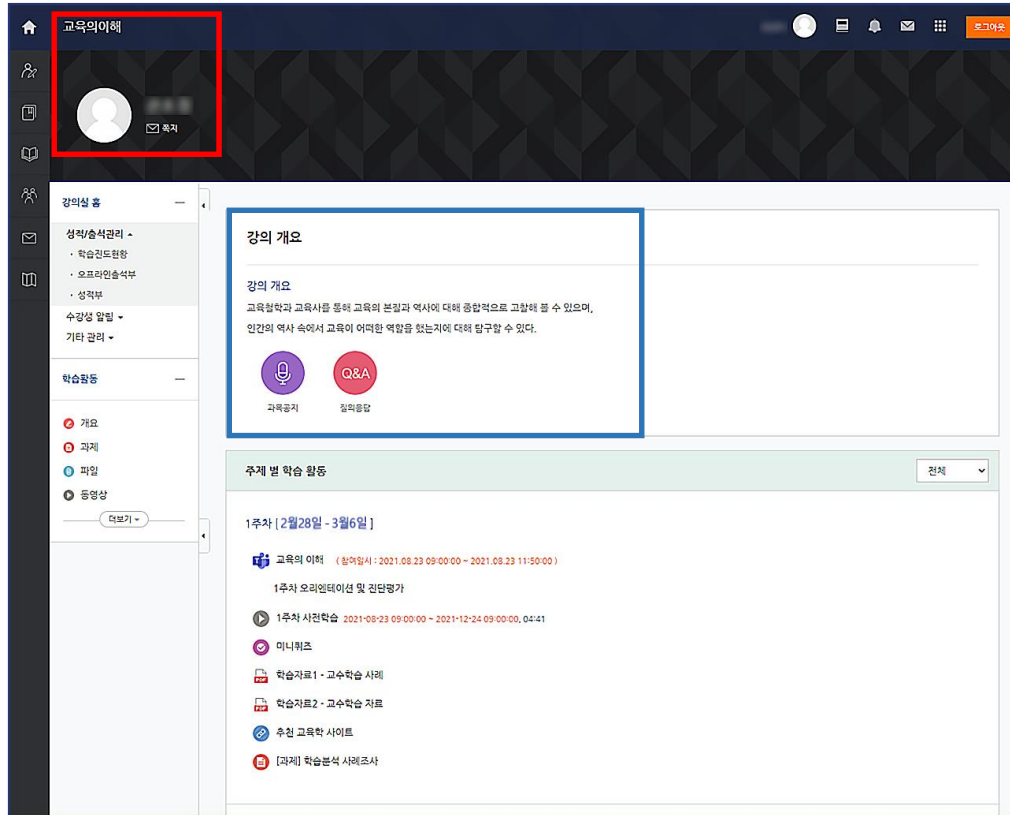 교육의이해
로그아웃
쪽지
강의실 홈
성적/출석관리
· 학습진도현황
· 오프라인출석부
· 성적부
수강생 알림
기타 관리
학습활동
개요
과제
파일
동영상
더보기
강의 개요
강의 개요
교육철학과 교육사를 통해 교육의 본질과 역사에 대해 종합적으로 고찰해 볼 수 있으며,
인간의 역사 속에서 교육이 어떠한 역할을 했는지에 대해 탐구할 수 있다.
Q&A
과목공지 질의응답
주제 별 학습 활동 전체
1주차 [2월28일 - 3월6일]
교육의 이해 ( 참여일시 : 2021.08.23 09:00:00 ~ 2021.08.23 11:50:00 )
1주차 오리엔테이션 및 진단평가
1주차 사전학습 2021-08-23 09:00:00 ~ 2021-12-24 09:00:00, 04:41
미니퀴즈
PDF 학습자료1 - 교수학습 사례
PDF 학습자료2 - 교수학습 자료
추천 교육학 사이트
[과제] 학습분석 사례조사